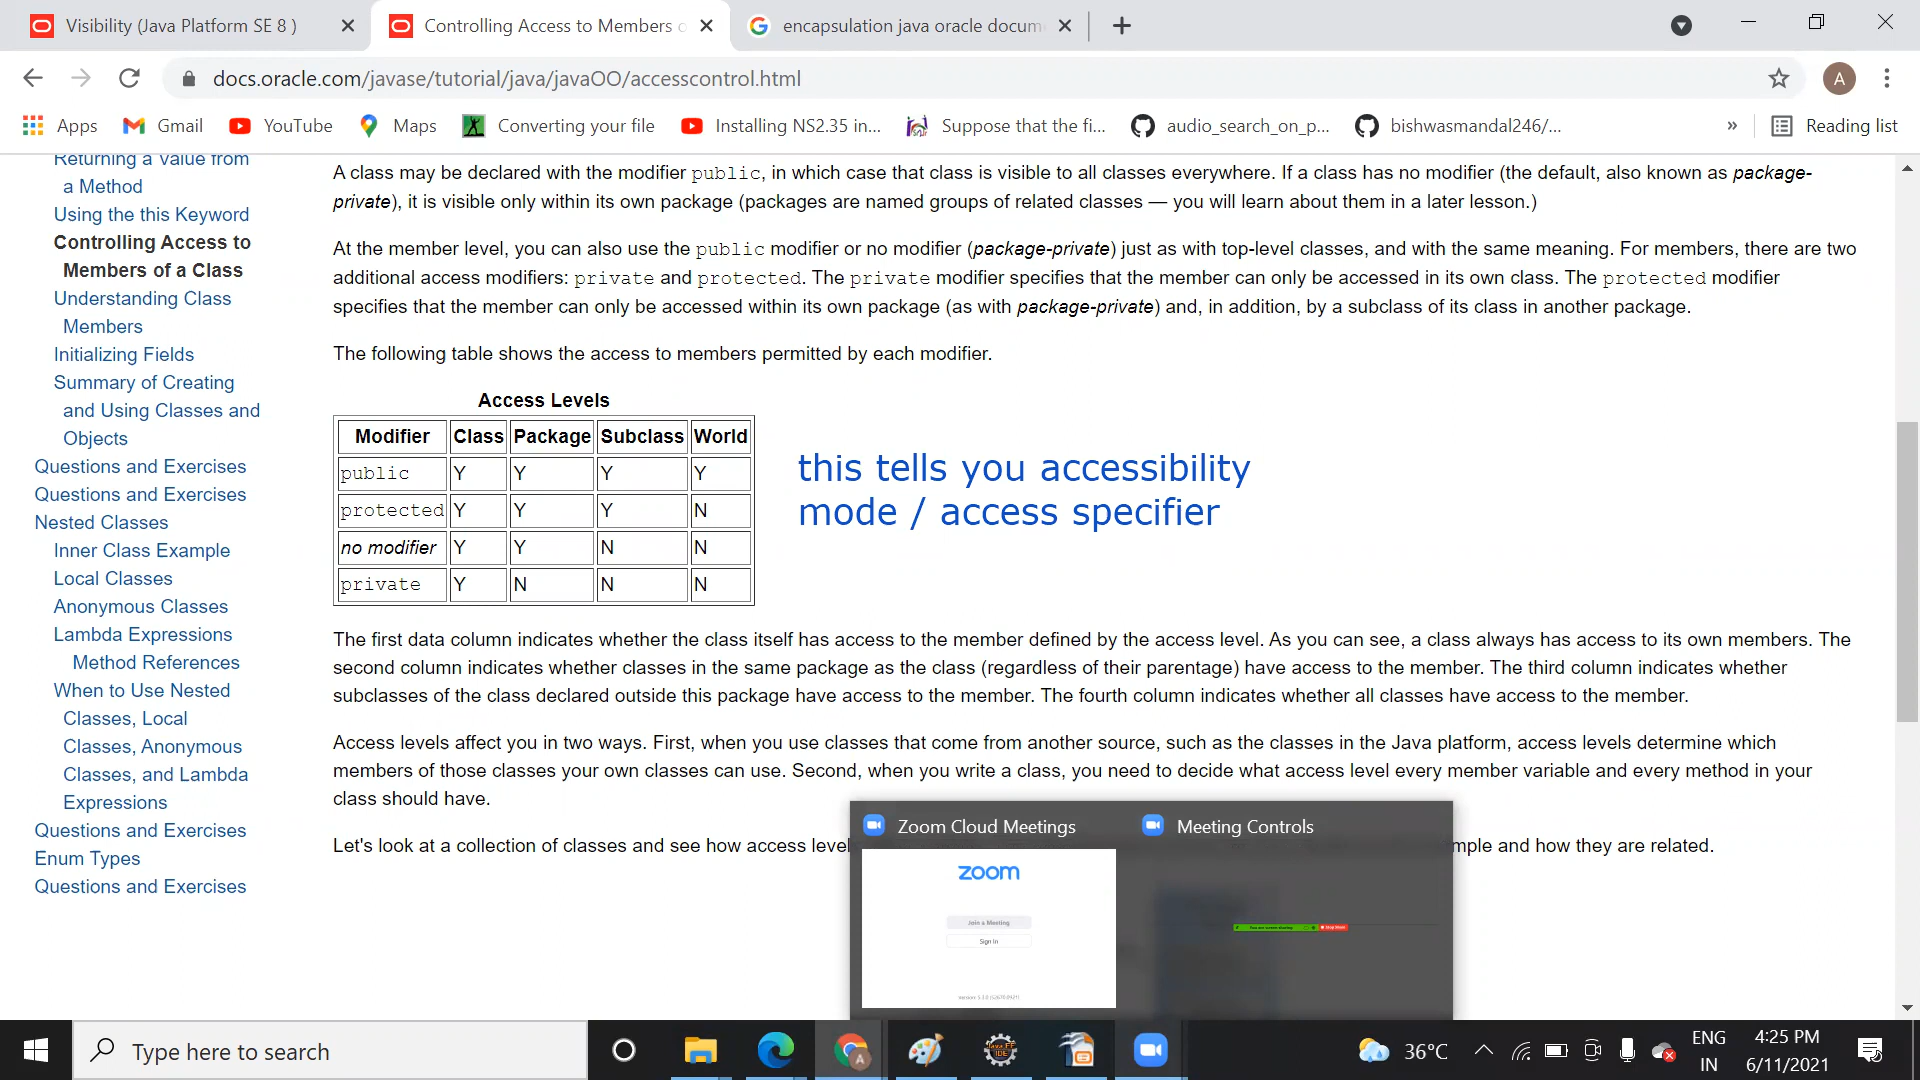 Visibility (Java Platform SE 8 )
Controlling Access to Members o
encapsulation java oracle docum
docs.oracle.com/javase/tutorial/java/javaOO/accesscontrol.html
A
Apps
Gmail
YouTube
Maps
Converting your file
Installing NS2.35 in...
Suppose that the fi...
audio_search_on_p...
bishwasmandal246/...
»
Reading list
Returning a Value from
a Method
Using the this Keyword
Controlling Access to
Members of a Class
Understanding Class
Members
Initializing Fields
Summary of Creating
and Using Classes and
Objects
Questions and Exercises
Questions and Exercises
Nested Classes
Inner Class Example
Local Classes
Anonymous Classes
Lambda Expressions
Method References
When to Use Nested
Classes, Local
Classes, Anonymous
Classes, and Lambda
Expressions
Questions and Exercises
Enum Types
Questions and Exercises
A class may be declared with the modifier public, in which case that class is visible to all classes everywhere. If a class has no modifier (the default, also known as package-
private), it is visible only within its own package (packages are named groups of related classes — you will learn about them in a later lesson.)
At the member level, you can also use the public modifier or no modifier (package-private) just as with top-level classes, and with the same meaning. For members, there are two
additional access modifiers: private and protected. The private modifier specifies that the member can only be accessed in its own class. The protected modifier
specifies that the member can only be accessed within its own package (as with package-private) and, in addition, by a subclass of its class in another package.
The following table shows the access to members permitted by each modifier.
Access Levels
Modifier Class Package Subclass World
public Y Y Y Y
protected Y Y Y N
no modifier Y Y N N
private Y N N N
this tells you accessibility
mode / access specifier
The first data column indicates whether the class itself has access to the member defined by the access level. As you can see, a class always has access to its own members. The
second column indicates whether classes in the same package as the class (regardless of their parentage) have access to the member. The third column indicates whether
subclasses of the class declared outside this package have access to the member. The fourth column indicates whether all classes have access to the member.
Access levels affect you in two ways. First, when you use classes that come from another source, such as the classes in the Java platform, access levels determine which
members of those classes your own classes can use. Second, when you write a class, you need to decide what access level every member variable and every method in your
class should have.
Let's look at a collection of classes and see how access level mple and how they are related.
Zoom Cloud Meetings
Meeting Controls
zoom
Join a Meeting
Sign In
You are screen sharing Stop Share
Type here to search
A
Java EE
IDE
36°C
ENG
IN
4:25 PM
6/11/2021